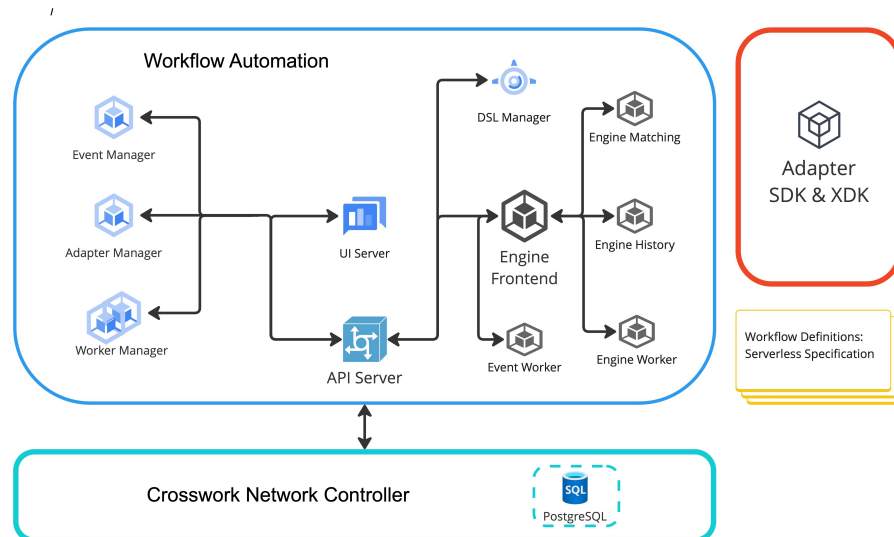 Workflow Automation
DSL Manager
Event Manager
Engine Matching
Adapter
SDK & XDK
Adapter Manager
UI Server
Engine
Frontend
Engine History
Worker Manager
API Server
Event Worker
Engine Worker
Workflow Definitions:
Serverless Specification
Crosswork Network Controller
SQL
PostgreSQL